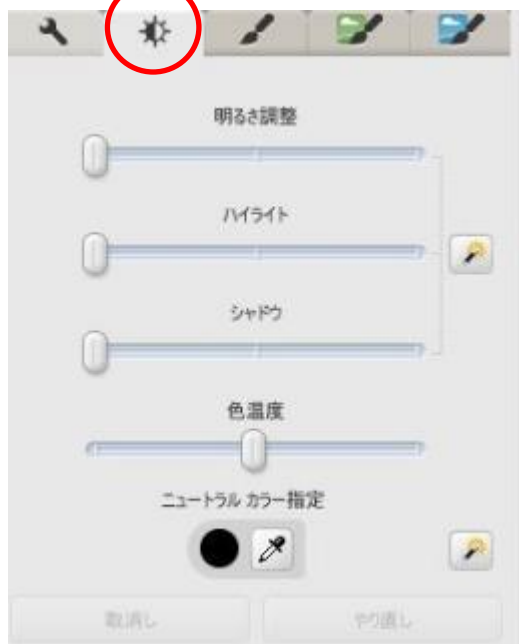 明るさ調整
ハイライト
シャドウ
色温度
ニュートラル カラー指定
取消し
やり直し